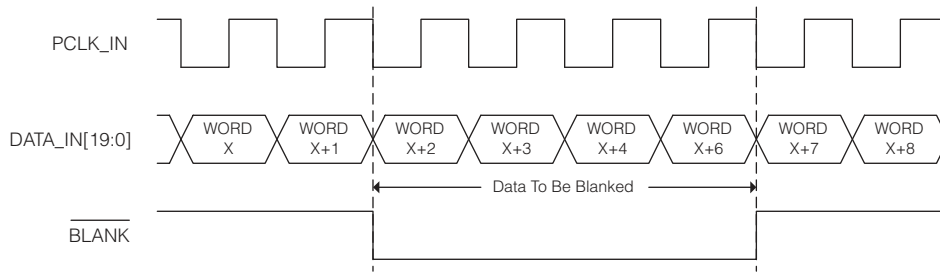 PCLK_IN
DATA_IN[19:0]
WORD
X
WORD
X+1
WORD
X+2
WORD
X+3
WORD
X+4
WORD
X+6
WORD
X+7
WORD
X+8
Data To Be Blanked
BLANK